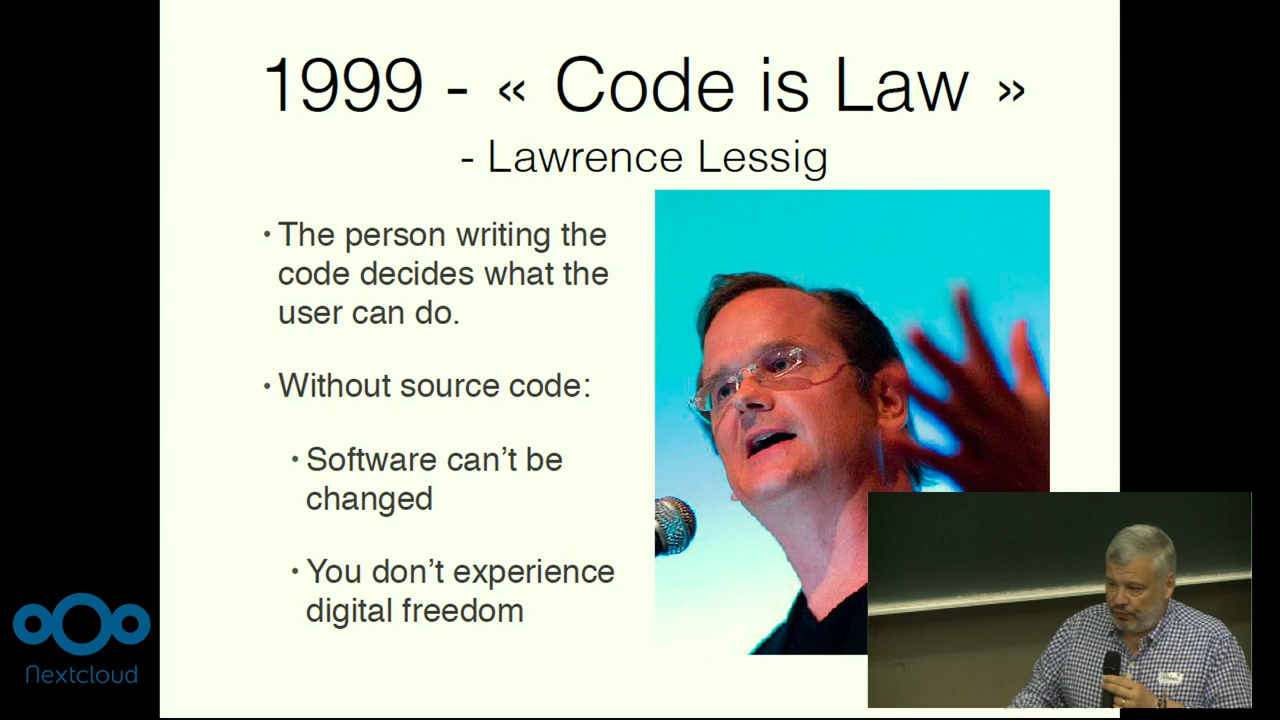 1999 - « Code is Law »
- Lawrence Lessig
• The person writing the
code decides what the
user can do.
• Without source code:
• Software can’t be
changed
• You don’t experience
digital freedom
Nextcloud